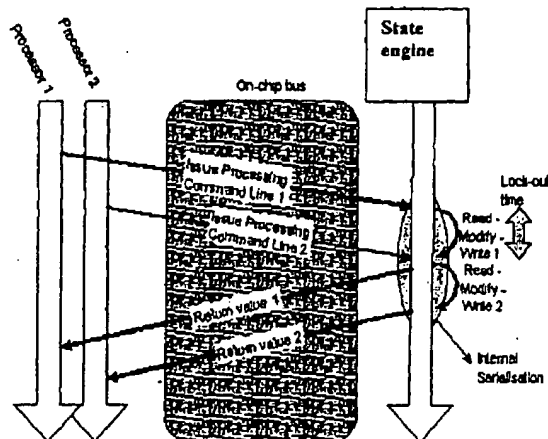 Processor 1
Processor 2
State
engine
On-chip bus
Issue Processing
Command Line 1
Issue Processing
Command Line 2
Return value 1
Return value 2
Lock-out
time
Read -
Modify -
Write 1
Read -
Modify -
Write 2
Internal
Serialisation